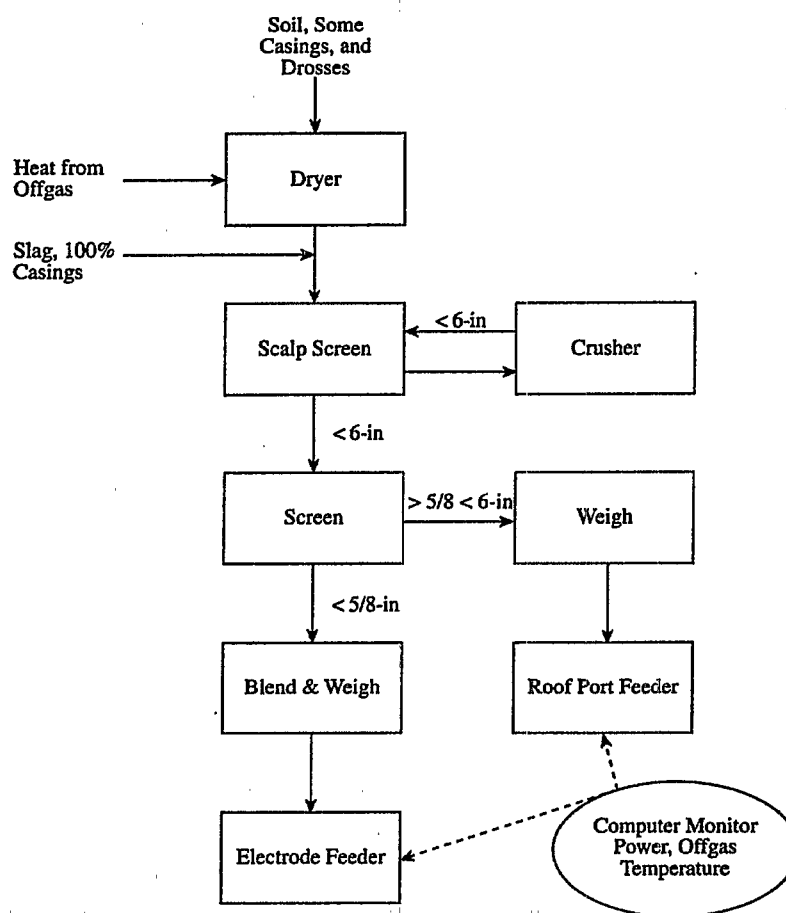 Soil, Some
Casings, and
Drosses
Heat from
Offgas
Dryer
Slag, 100%
Casings
< 6-in
Scalp Screen
Crusher
< 6-in
> 5/8 < 6-in
Screen
Weigh
< 5/8-in
Blend & Weigh
Roof Port Feeder
Computer Monitor
Power, Offgas
Temperature
Electrode Feeder